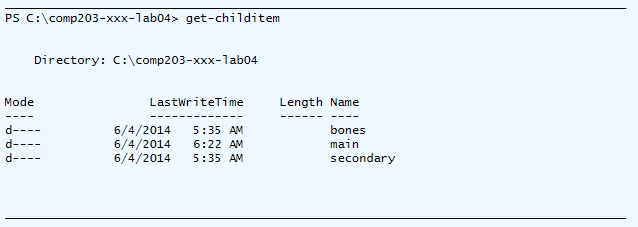 PS C:\comp203-xxx-lab04> get-childitem
Directory: C:\comp203-xxx-lab04
Mode                LastWriteTime     Length Name
----                -------------     ------ ----
d----          6/4/2014   5:35 AM            bones
d----          6/4/2014   6:22 AM            main
d----          6/4/2014   5:35 AM            secondary